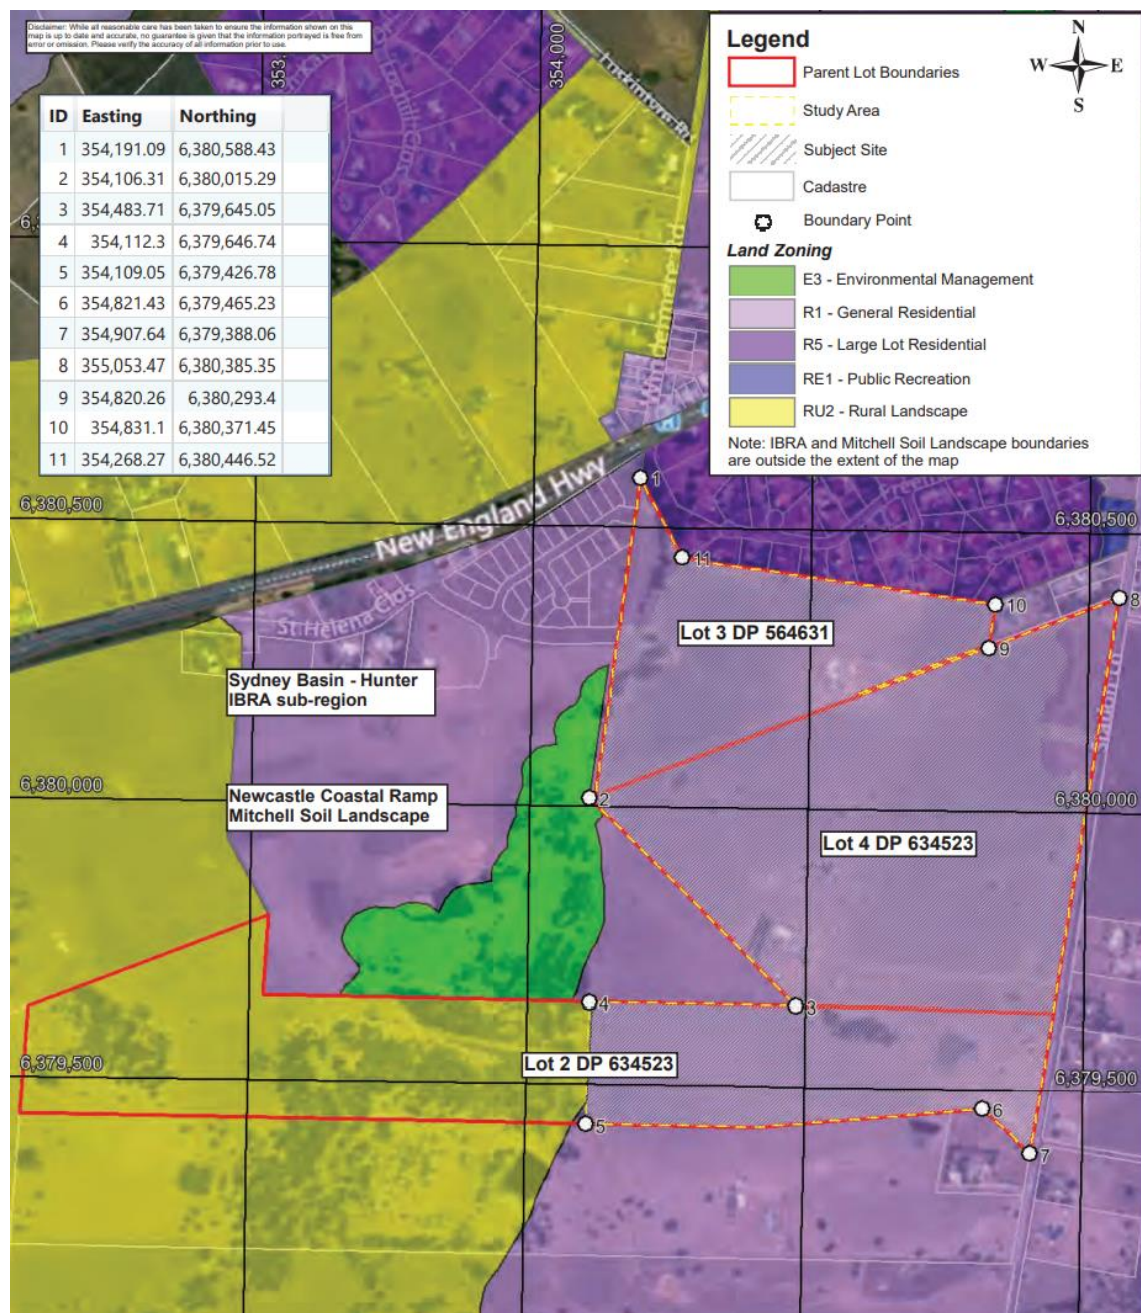 Disclaimer: While all reasonable care has been taken to ensure the information shown on this
map is up to date and accurate, no guarantee is given that the information portrayed is free from
error or omission. Please verify the accuracy of all information prior to use.
354,000
ID Easting Northing
1 354,191.09 6,380,588.43
2 354,106.31 6,380,015.29
3 354,483.71 6,379,645.05
4 354,112.3 6,379,646.74
5 354,109.05 6,379,426.78
6 354,821.43 6,379,465.23
7 354,907.64 6,379,388.06
8 355,053.47 6,380,385.35
9 354,820.26 6,380,293.4
10 354,831.1 6,380,371.45
11 354,268.27 6,380,446.52
Legend
N
W E
S
Parent Lot Boundaries
Study Area
Subject Site
Cadastre
Boundary Point
Land Zoning
E3 - Environmental Management
R1 - General Residential
R5 - Large Lot Residential
RE1 - Public Recreation
RU2 - Rural Landscape
Note: IBRA and Mitchell Soil Landscape boundaries
are outside the extent of the map
New England Hwy
1
6,380,500
6,380,500
11
10
8
St Helena Clos
Lot 3 DP 564631
9
Sydney Basin - Hunter
IBRA sub-region
6,380,000
Newcastle Coastal Ramp
Mitchell Soil Landscape
2
6,380,000
Lot 4 DP 634523
4
3
6,379,500
Lot 2 DP 634523
6,379,500
5
6
7